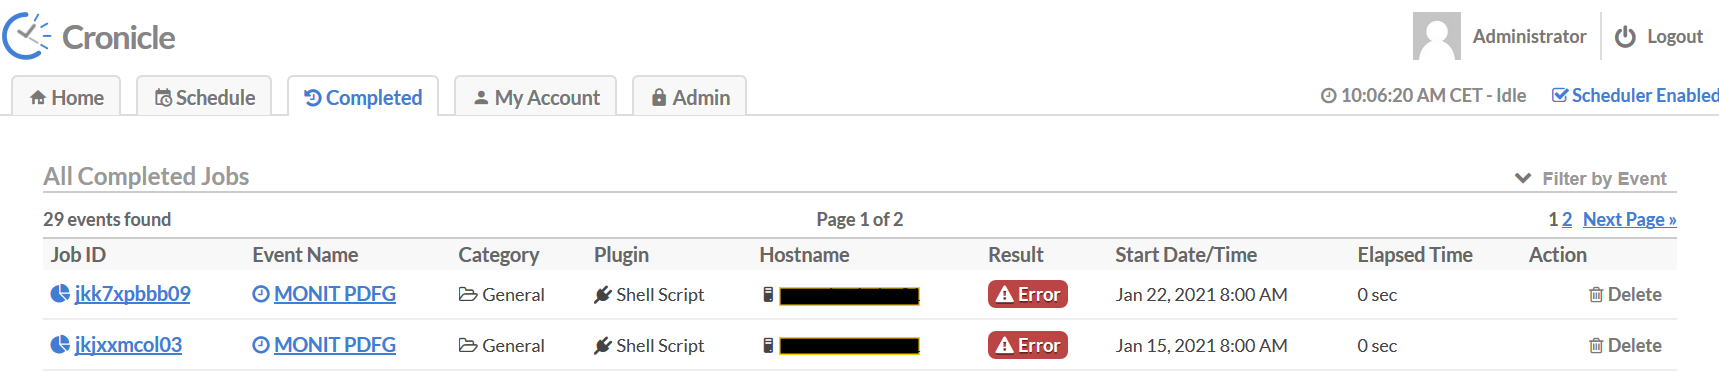 Cronicle
Administrator Logout
Home Schedule Completed My Account Admin 10:06:20 AM CET - Idle Scheduler Enabled
All Completed Jobs Filter by Event
29 events found Page 1 of 2 1 2 Next Page »
Job ID Event Name Category Plugin Hostname Result Start Date/Time Elapsed Time Action
jkk7xpbbb09 MONIT PDFG General Shell Script Error Jan 22, 2021 8:00 AM 0 sec Delete
jkjxxmcol03 MONIT PDFG General Shell Script Error Jan 15, 2021 8:00 AM 0 sec Delete